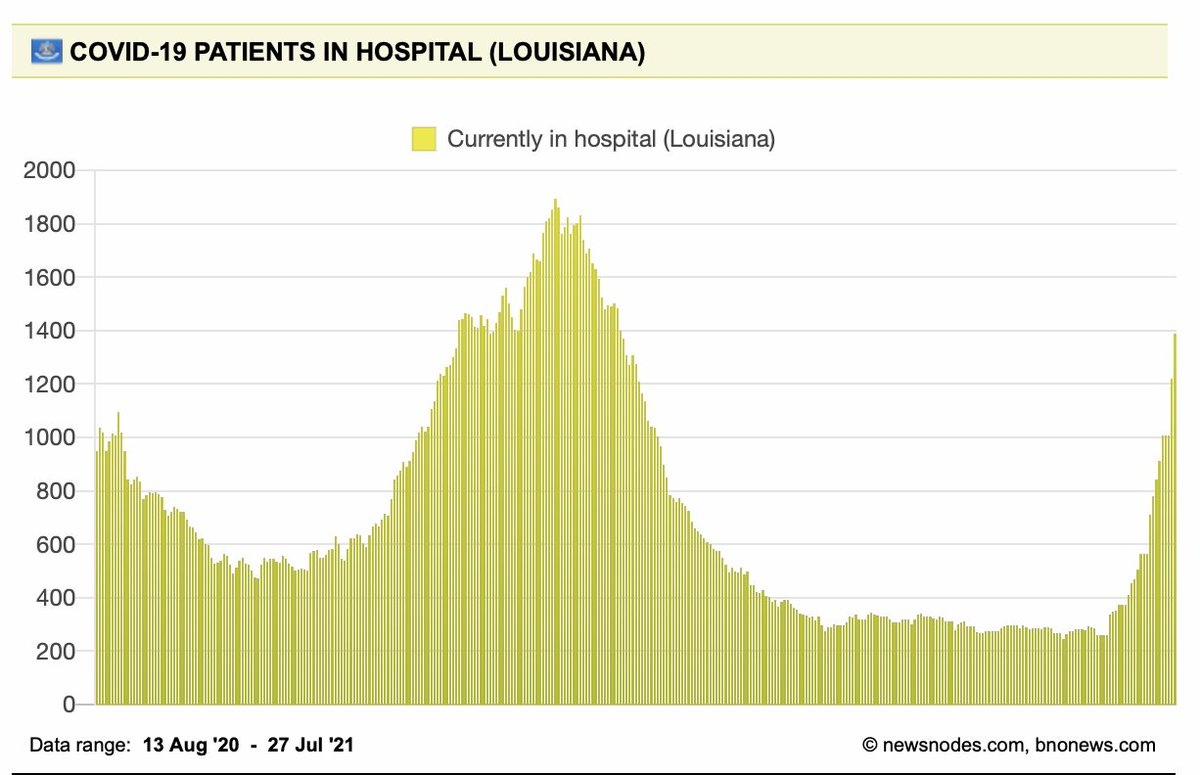 COVID-19 PATIENTS IN HOSPITAL (LOUISIANA)
Currently in hospital (Louisiana)
2000
1800
1600
1400
1200
1000
800
600
400
200
0
Data range: 13 Aug '20 - 27 Jul '21
© newsnodes.com, bnonews.com